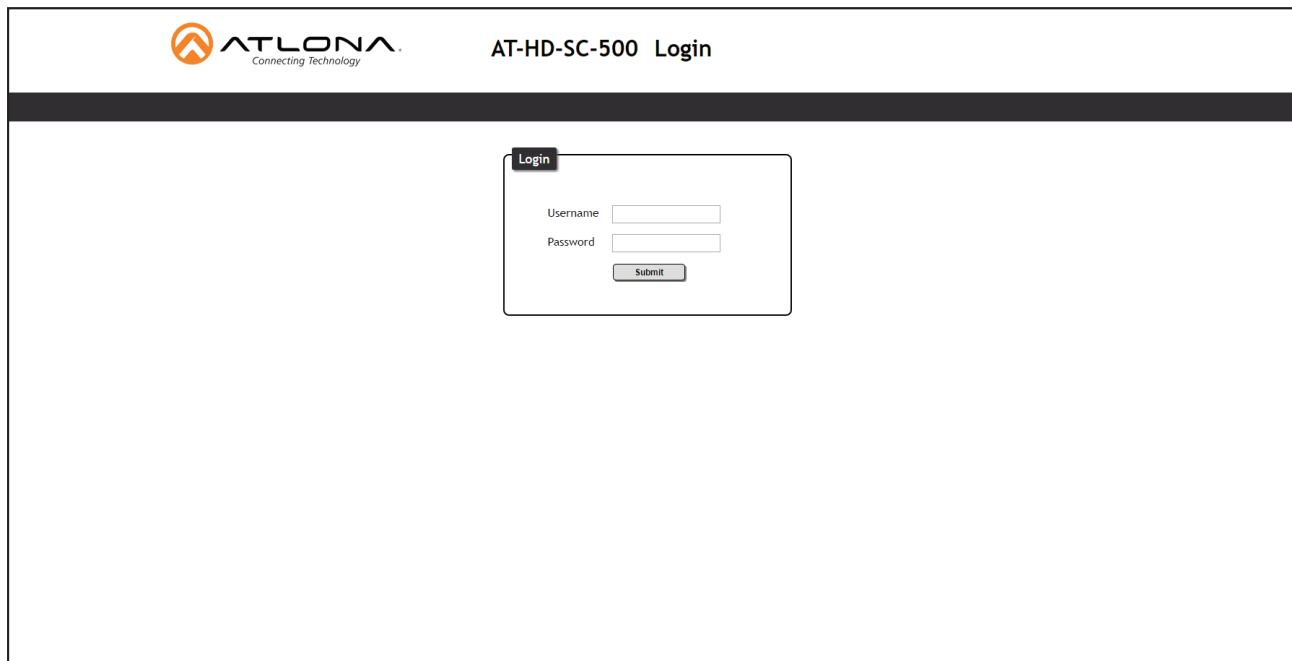 ATLONA.
Connecting Technology
AT-HD-SC-500 Login
Login
Username
Password
Submit